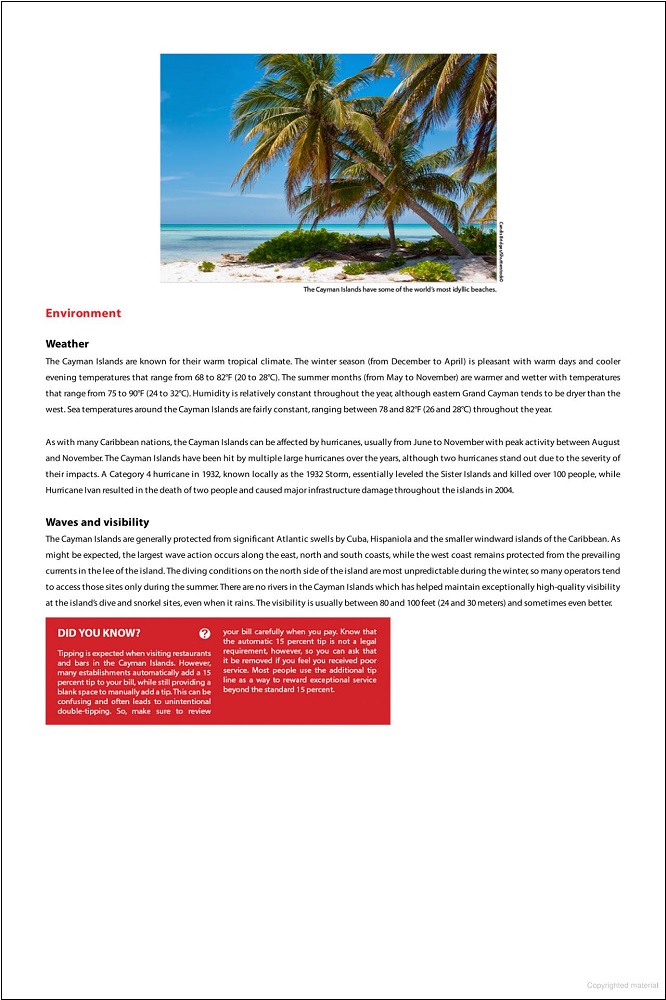 Candy Bridges/Shutterstock©
The Cayman Islands have some of the world's most idyllic beaches.
Environment
Weather
The Cayman Islands are known for their warm tropical climate. The winter season (from December to April) is pleasant with warm days and cooler
evening temperatures that range from 68 to 82°F (20 to 28°C). The summer months (from May to November) are warmer and wetter with temperatures
that range from 75 to 90°F (24 to 32°C). Humidity is relatively constant throughout the year, although eastern Grand Cayman tends to be dryer than the
west. Sea temperatures around the Cayman Islands are fairly constant, ranging between 78 and 82°F (26 and 28°C) throughout the year.
As with many Caribbean nations, the Cayman Islands can be affected by hurricanes, usually from June to November with peak activity between August
and November. The Cayman Islands have been hit by multiple large hurricanes over the years, although two hurricanes stand out due to the severity of
their impacts. A Category 4 hurricane in 1932, known locally as the 1932 Storm, essentially leveled the Sister Islands and killed over 100 people, while
Hurricane Ivan resulted in the death of two people and caused major infrastructure damage throughout the islands in 2004.
Waves and visibility
The Cayman Islands are generally protected from significant Atlantic swells by Cuba, Hispaniola and the smaller windward islands of the Caribbean. As
might be expected, the largest wave action occurs along the east, north and south coasts, while the west coast remains protected from the prevailing
currents in the lee of the island. The diving conditions on the north side of the island are most unpredictable during the winter, so many operators tend
to access those sites only during the summer. There are no rivers in the Cayman Islands which has helped maintain exceptionally high-quality visibility
at the island's dive and snorkel sites, even when it rains. The visibility is usually between 80 and 100 feet (24 and 30 meters) and sometimes even better.
DID YOU KNOW? ?
Tipping is expected when visiting restaurants
and bars in the Cayman Islands. However,
many establishments automatically add a 15
percent tip to your bill, while still providing a
blank space to manually add a tip. This can be
confusing and often leads to unintentional
double-tipping. So, make sure to review
your bill carefully when you pay. Know that
the automatic 15 percent tip is not a legal
requirement, however, so you can ask that
it be removed if you feel you received poor
service. Most people use the additional tip
line as a way to reward exceptional service
beyond the standard 15 percent.
Copyrighted material